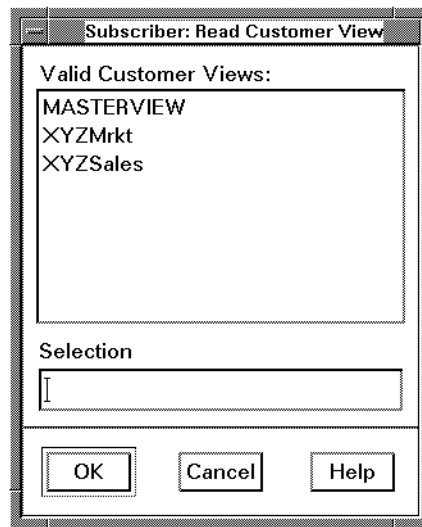 Subscriber: Read Customer View
Valid Customer Views:
MASTERVIEW
XYZMrkt
XYZSales
Selection
OK Cancel Help